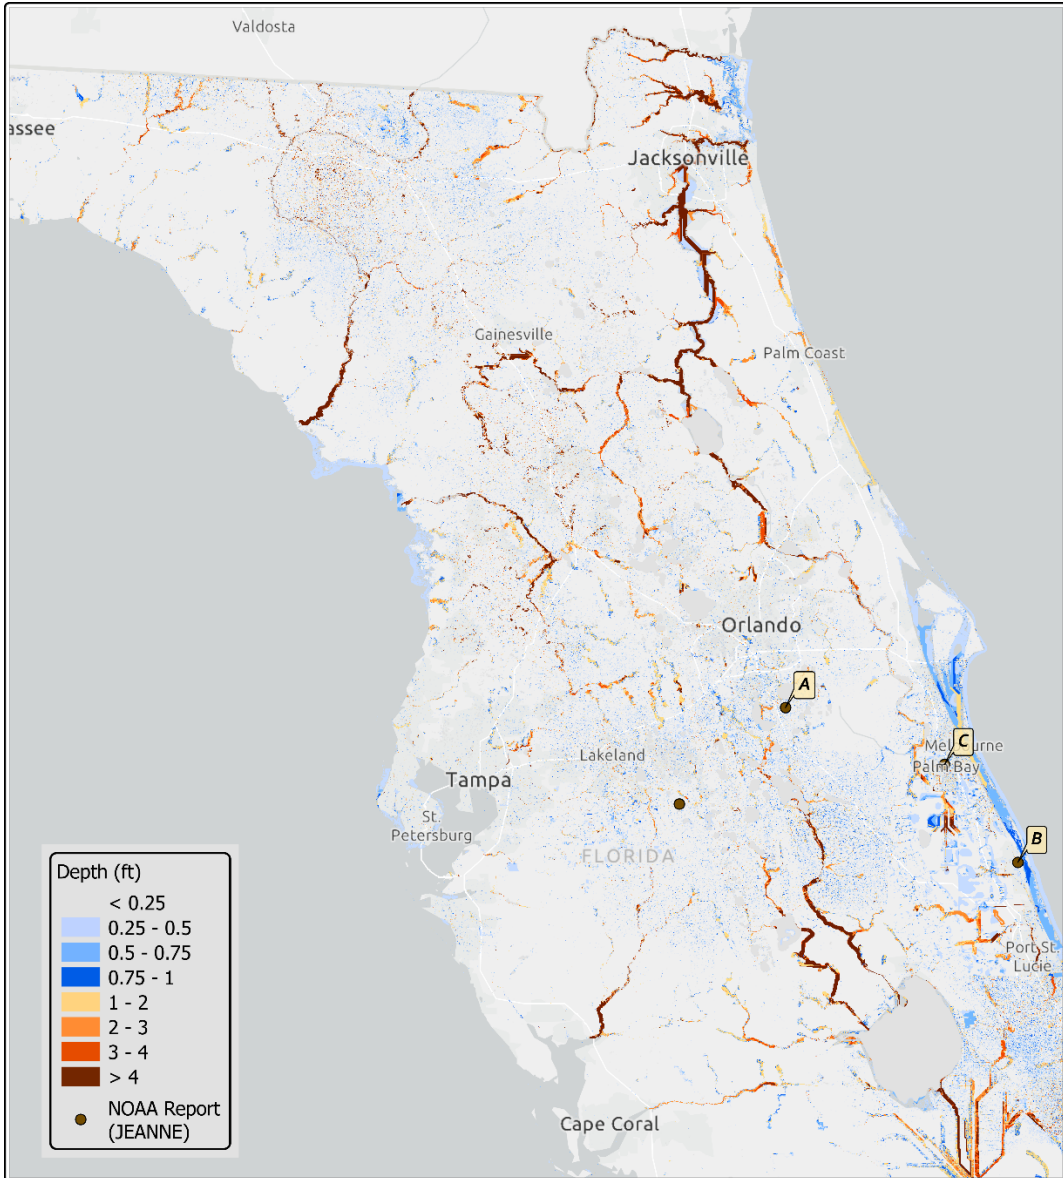 Valdosta
assee
Jacksonville
Gainesville
Palm Coast
Orlando
A
Lakeland
C
Palm Bay
Tampa
St.
Petersburg
FLORIDA
B
Port St.
Lucie
Cape Coral
Depth (ft)
< 0.25
0.25 - 0.5
0.5 - 0.75
0.75 - 1
1 - 2
2 - 3
3 - 4
> 4
NOAA Report
(JEANNE)